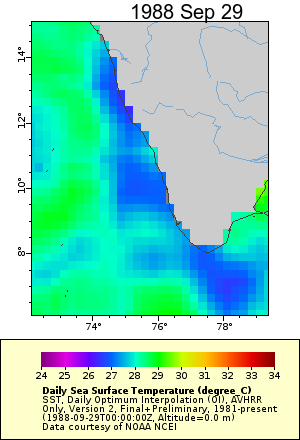 1988 Sep 29
14°
12°
10°
8°
74°
76°
78°
24 25 26 27 28 29 30 31 32 33 34
Daily Sea Surface Temperature (degree_C)
SST, Daily Optimum Interpolation (OI), AVHRR
Only, Version 2, Final+Preliminary, 1981-present
(1988-09-29T00:00:00Z, Altitude=0.0 m)
Data courtesy of NOAA NCEI